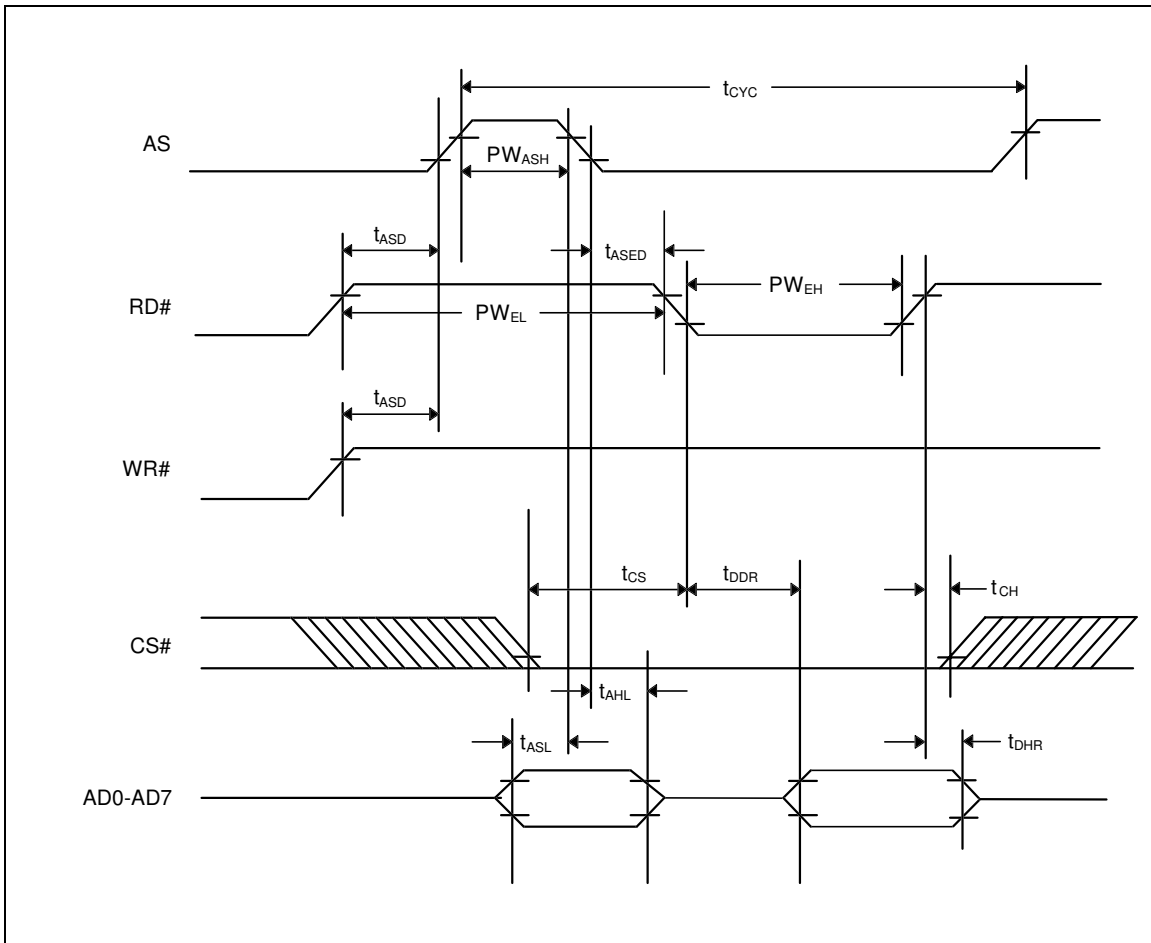 tCYC
AS
PWASH
tASD
tASED
PWEH
RD#
PWEL
tASD
WR#
tCS
tDDR
tCH
CS#
tAHL
tASL
tDHR
AD0-AD7